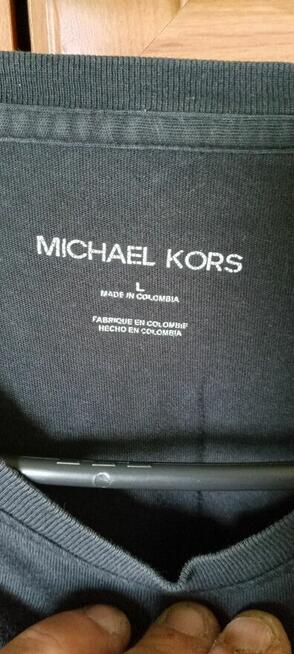 MICHAEL KORS
L
MADE IN COLOMBIA
FABRIQUE EN COLOMBIE
HECHO EN COLOMBIA